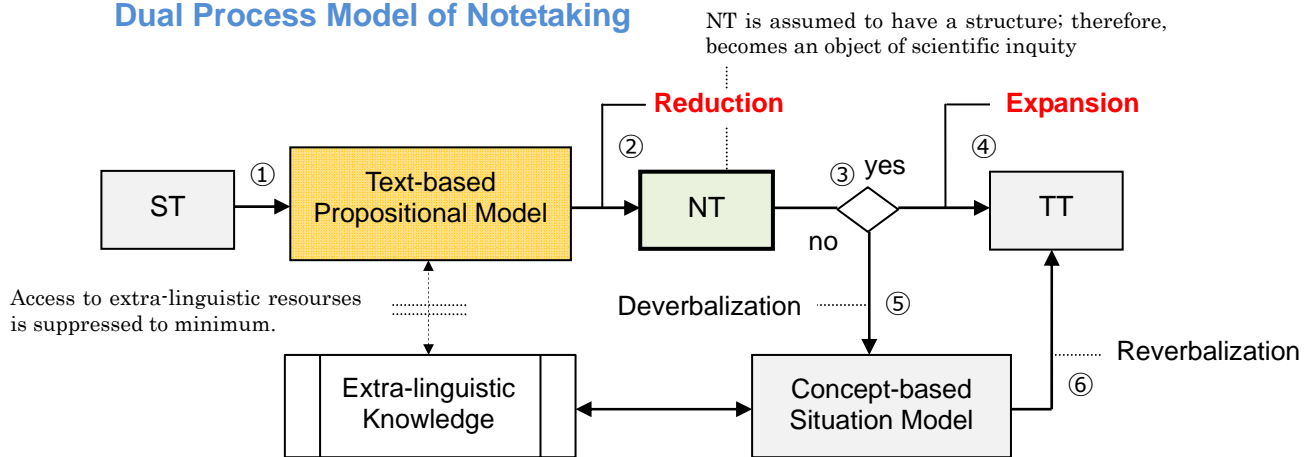 Dual Process Model of Notetaking
NT is assumed to have a structure; therefore,
becomes an object of scientific inquity
Reduction
Expansion
①
②
③
yes
④
ST
Text-based
Propositional Model
NT
TT
no
Access to extra-linguistic resourses
is suppressed to minimum.
Deverbalization
⑤
Reverbalization
⑥
Extra-linguistic
Knowledge
Concept-based
Situation Model